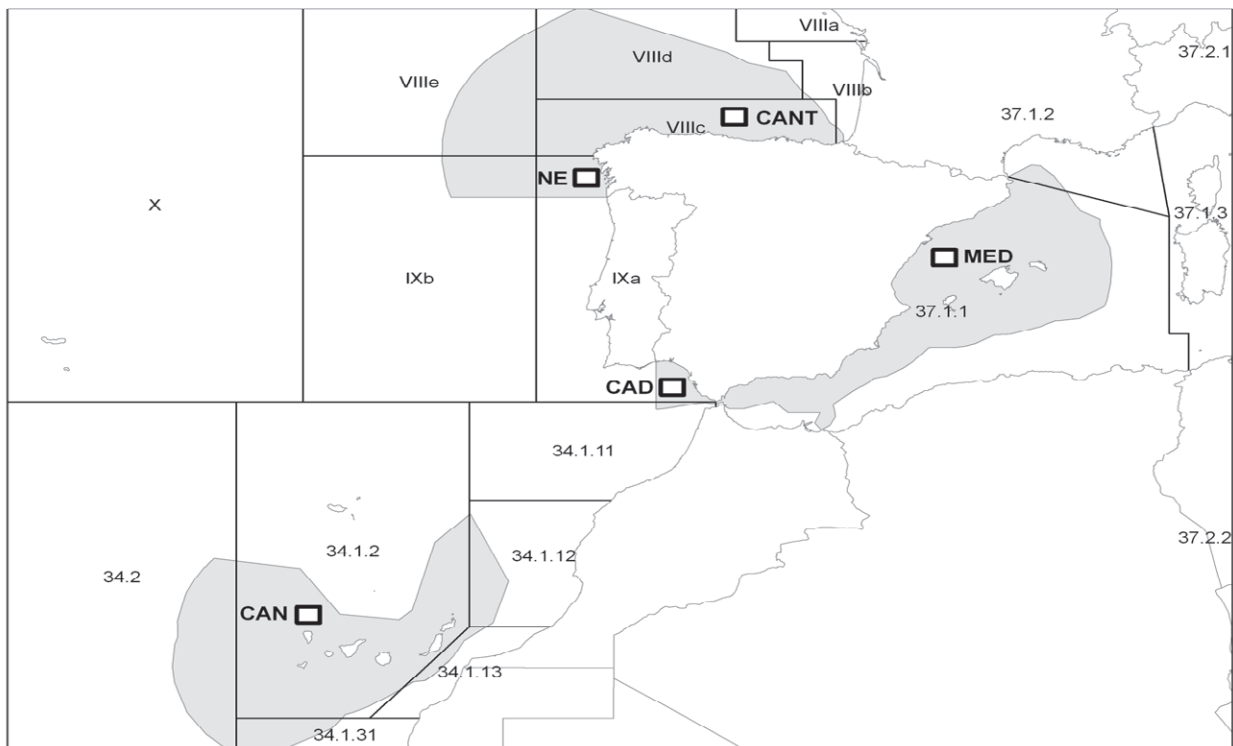 VIIIa
37.2.1
VIIId
VIIIe
VIIIb
37.1.2
CANT
VIIIc
NE
X
37.1.3
MED
IXb
IXa
37.1.1
CAD
34.1.11
34.1.2
34.1.12
37.2.2
34.2
CAN
34.1.13
34.1.31